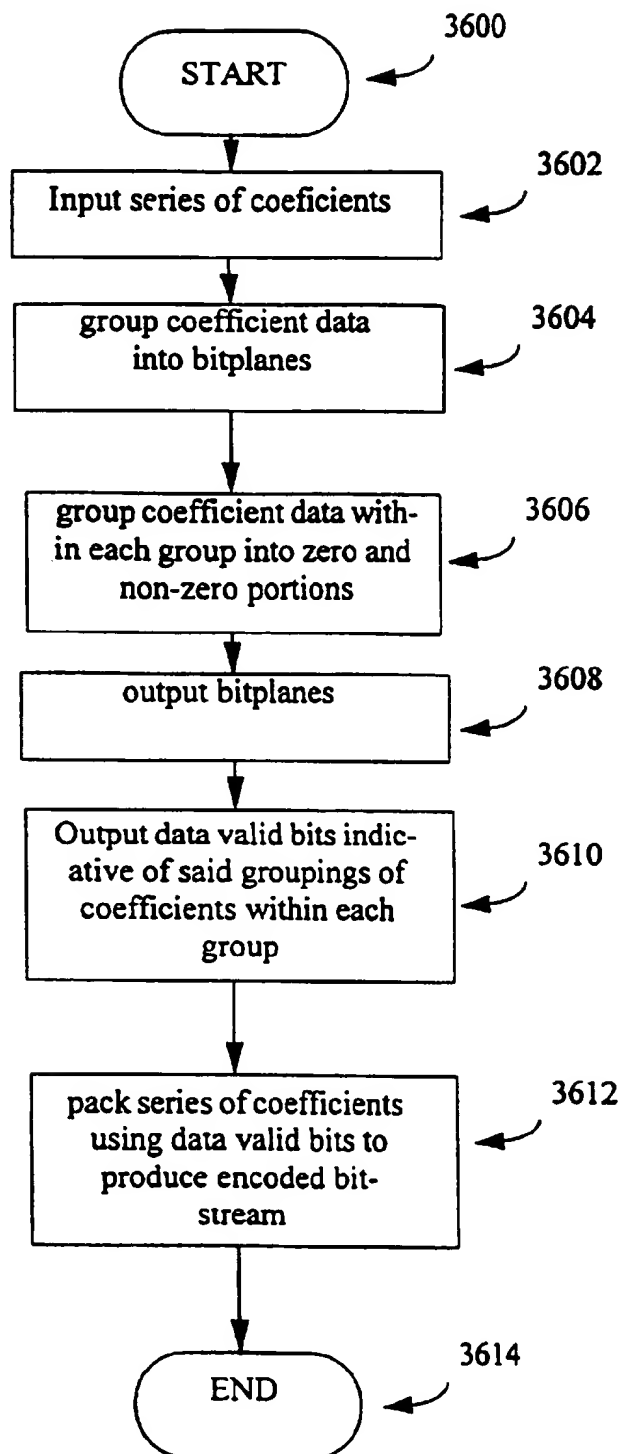 3600
START
3602
Input series of coeficients
3604
group coefficient data
into bitplanes
3606
group coefficient data with-
in each group into zero and
non-zero portions
3608
output bitplanes
3610
Output data valid bits indic-
ative of said groupings of
coefficients within each
group
3612
pack series of coefficients
using data valid bits to
produce encoded bit-
stream
3614
END